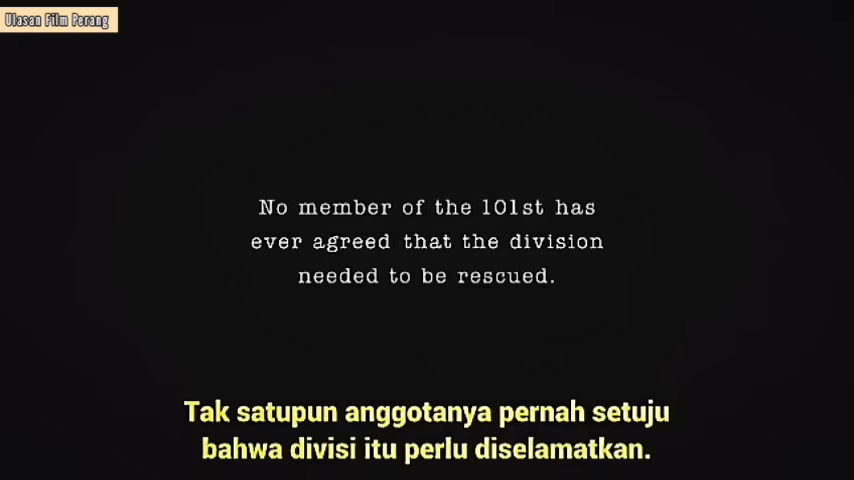 Ulasan Film Perang
No member of the 101st has
ever agreed that the division
needed to be rescued.
Tak satupun anggotanya pernah setuju
bahwa divisi itu perlu diselamatkan.